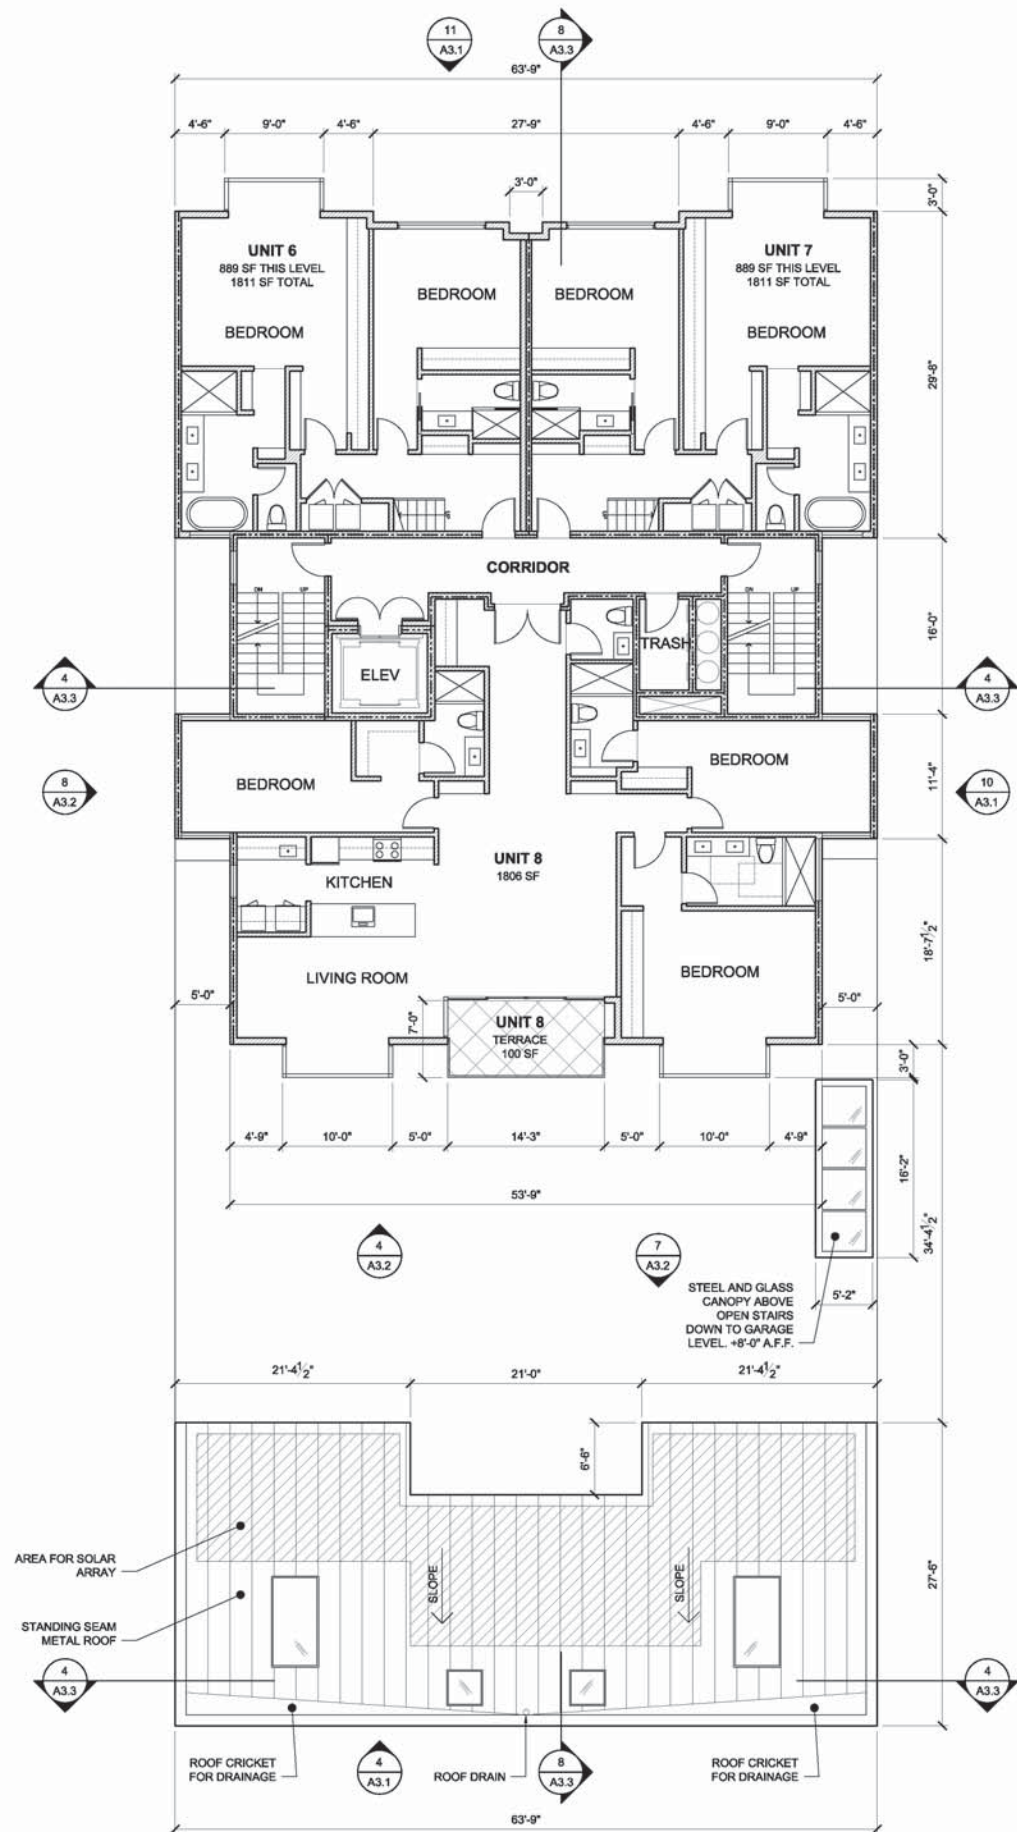 11
A3.1
8
A3.3
63'-9"
4'-6"
9'-0"
4'-6"
27'-9"
4'-6"
9'-0"
4'-6"
3'-0"
3'-0"
UNIT 6
889 SF THIS LEVEL
1811 SF TOTAL
BEDROOM
BEDROOM
BEDROOM
UNIT 7
889 SF THIS LEVEL
1811 SF TOTAL
BEDROOM
29'-8"
CORRIDOR
DN
UP
DN
UP
16'-0"
TRASH
ELEV
4
A3.3
4
A3.3
BEDROOM
BEDROOM
11'-4"
8
A3.2
10
A3.1
UNIT 8
1806 SF
KITCHEN
LIVING ROOM
BEDROOM
18'-7 1/2"
5'-0"
5'-0"
7'-0"
UNIT 8
TERRACE
100 SF
3'-0"
4'-9"
10'-0"
5'-0"
14'-3"
5'-0"
10'-0"
4'-9"
16'-2"
53'-9"
34'-4 1/2"
4
A3.2
7
A3.2
STEEL AND GLASS
CANOPY ABOVE
OPEN STAIRS
DOWN TO GARAGE
LEVEL. +8'-0" A.F.F.
5'-2"
21'-4 1/2"
21'-0"
21'-4 1/2"
6'-6"
AREA FOR SOLAR
ARRAY
SLOPE
SLOPE
27'-6"
STANDING SEAM
METAL ROOF
4
A3.3
4
A3.3
ROOF CRICKET
FOR DRAINAGE
4
A3.1
ROOF DRAIN
8
A3.3
ROOF CRICKET
FOR DRAINAGE
63'-9"